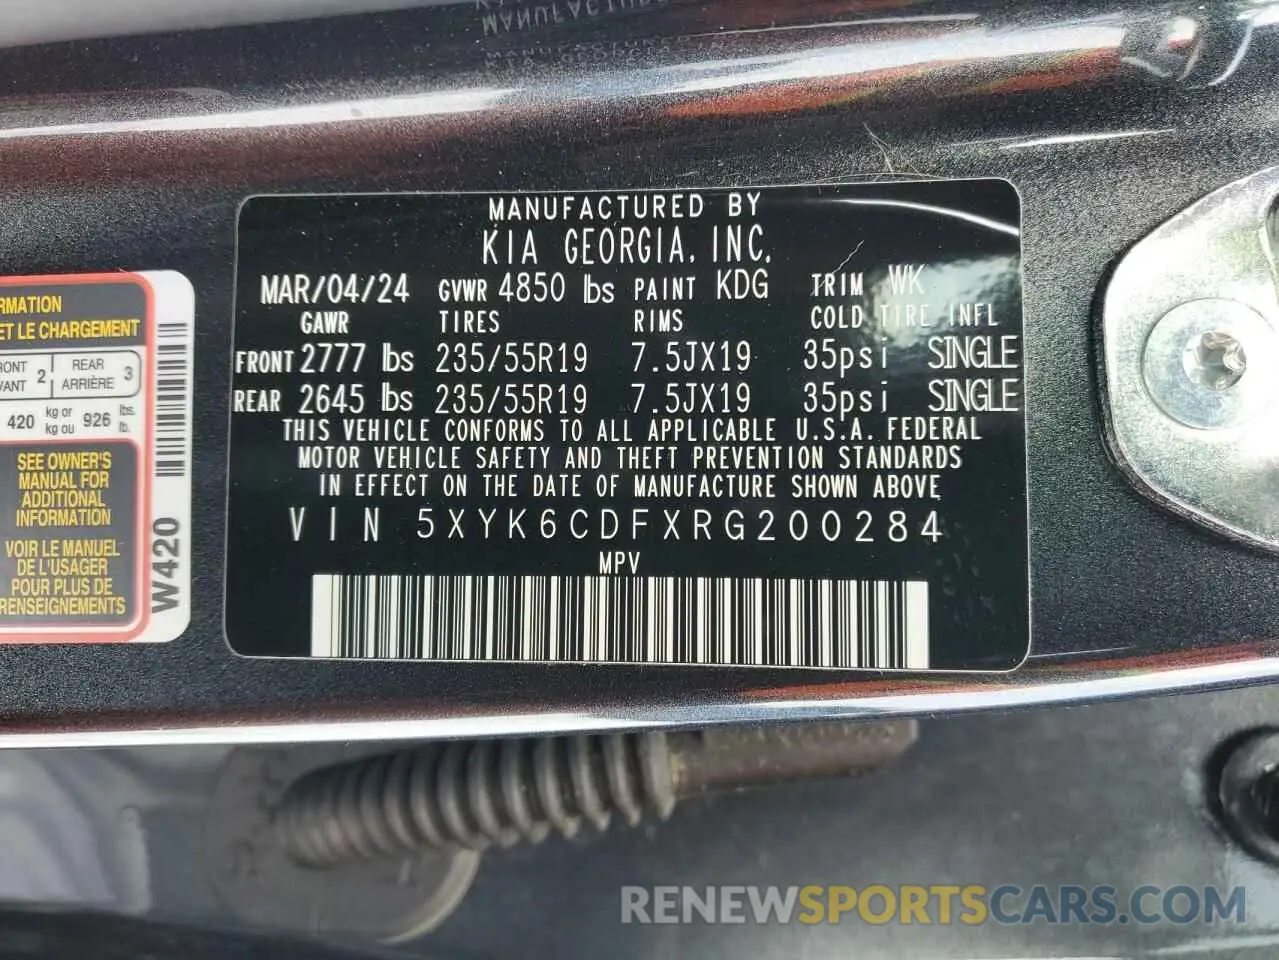 MANUFACTURED BY
KIA GEORGIA, INC.
MAR/04/24 GVWR 4850 lbs PAINT KDG TRIM WK
GAWR TIRES RIMS COLD TIRE INFL
FRONT 2777 lbs 235/55R19 7.5JX19 35psi SINGLE
REAR 2645 lbs 235/55R19 7.5JX19 35psi SINGLE
THIS VEHICLE CONFORMS TO ALL APPLICABLE U.S.A. FEDERAL
MOTOR VEHICLE SAFETY AND THEFT PREVENTION STANDARDS
IN EFFECT ON THE DATE OF MANUFACTURE SHOWN ABOVE
VIN 5XYK6CDFXRG200284
MPV
RMATION
ET LE CHARGEMENT
RONT 2 REAR 3
VANT ARRIÈRE
420 kg or 926 lbs.
kg ou lb.
SEE OWNER'S
MANUAL FOR
ADDITIONAL
INFORMATION
VOIR LE MANUEL
DE L'USAGER
POUR PLUS DE
RENSEIGNEMENTS
W420
RENEWSPORTSCARS.COM